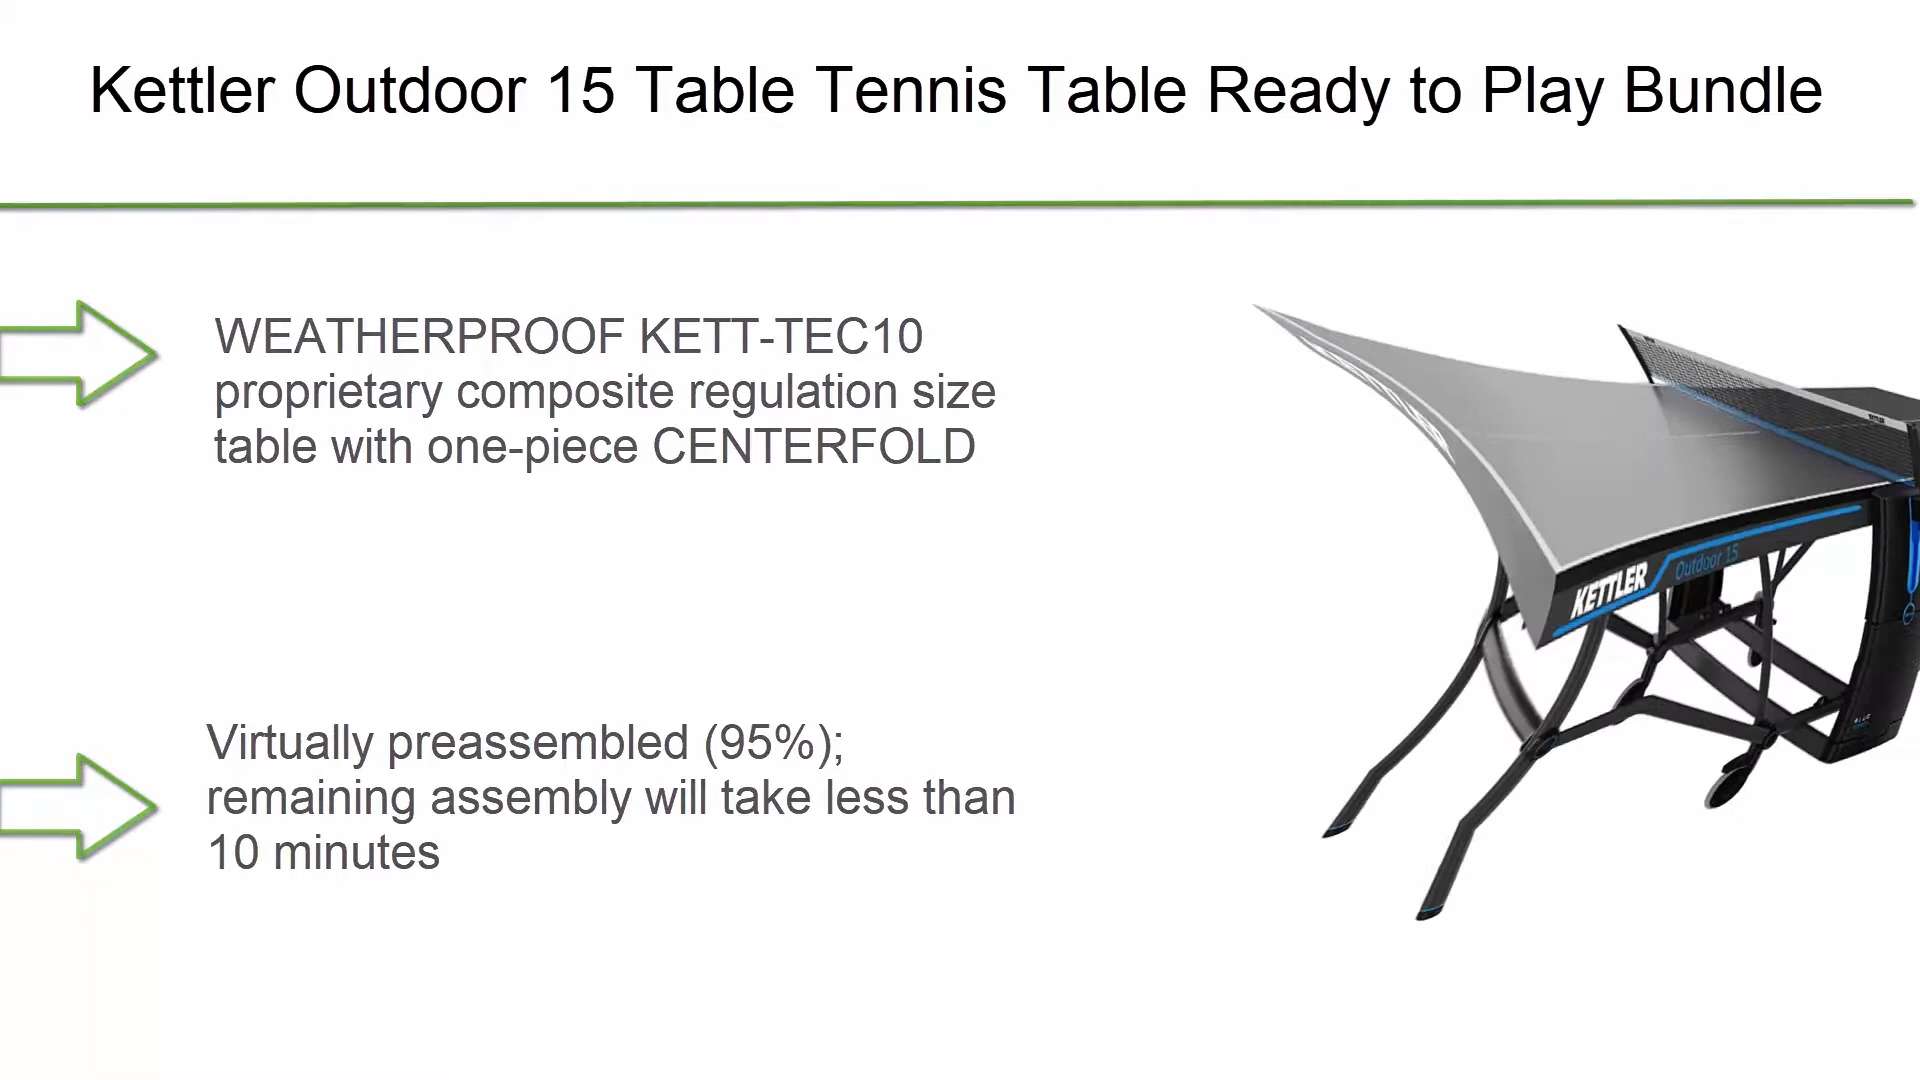 Kettler Outdoor 15 Table Tennis Table Ready to Play Bundle
WEATHERPROOF KETT-TEC10
proprietary composite regulation size
table with one-piece CENTERFOLD
Virtually preassembled (95%);
remaining assembly will take less than
10 minutes
KETTLER
Outdoor 15